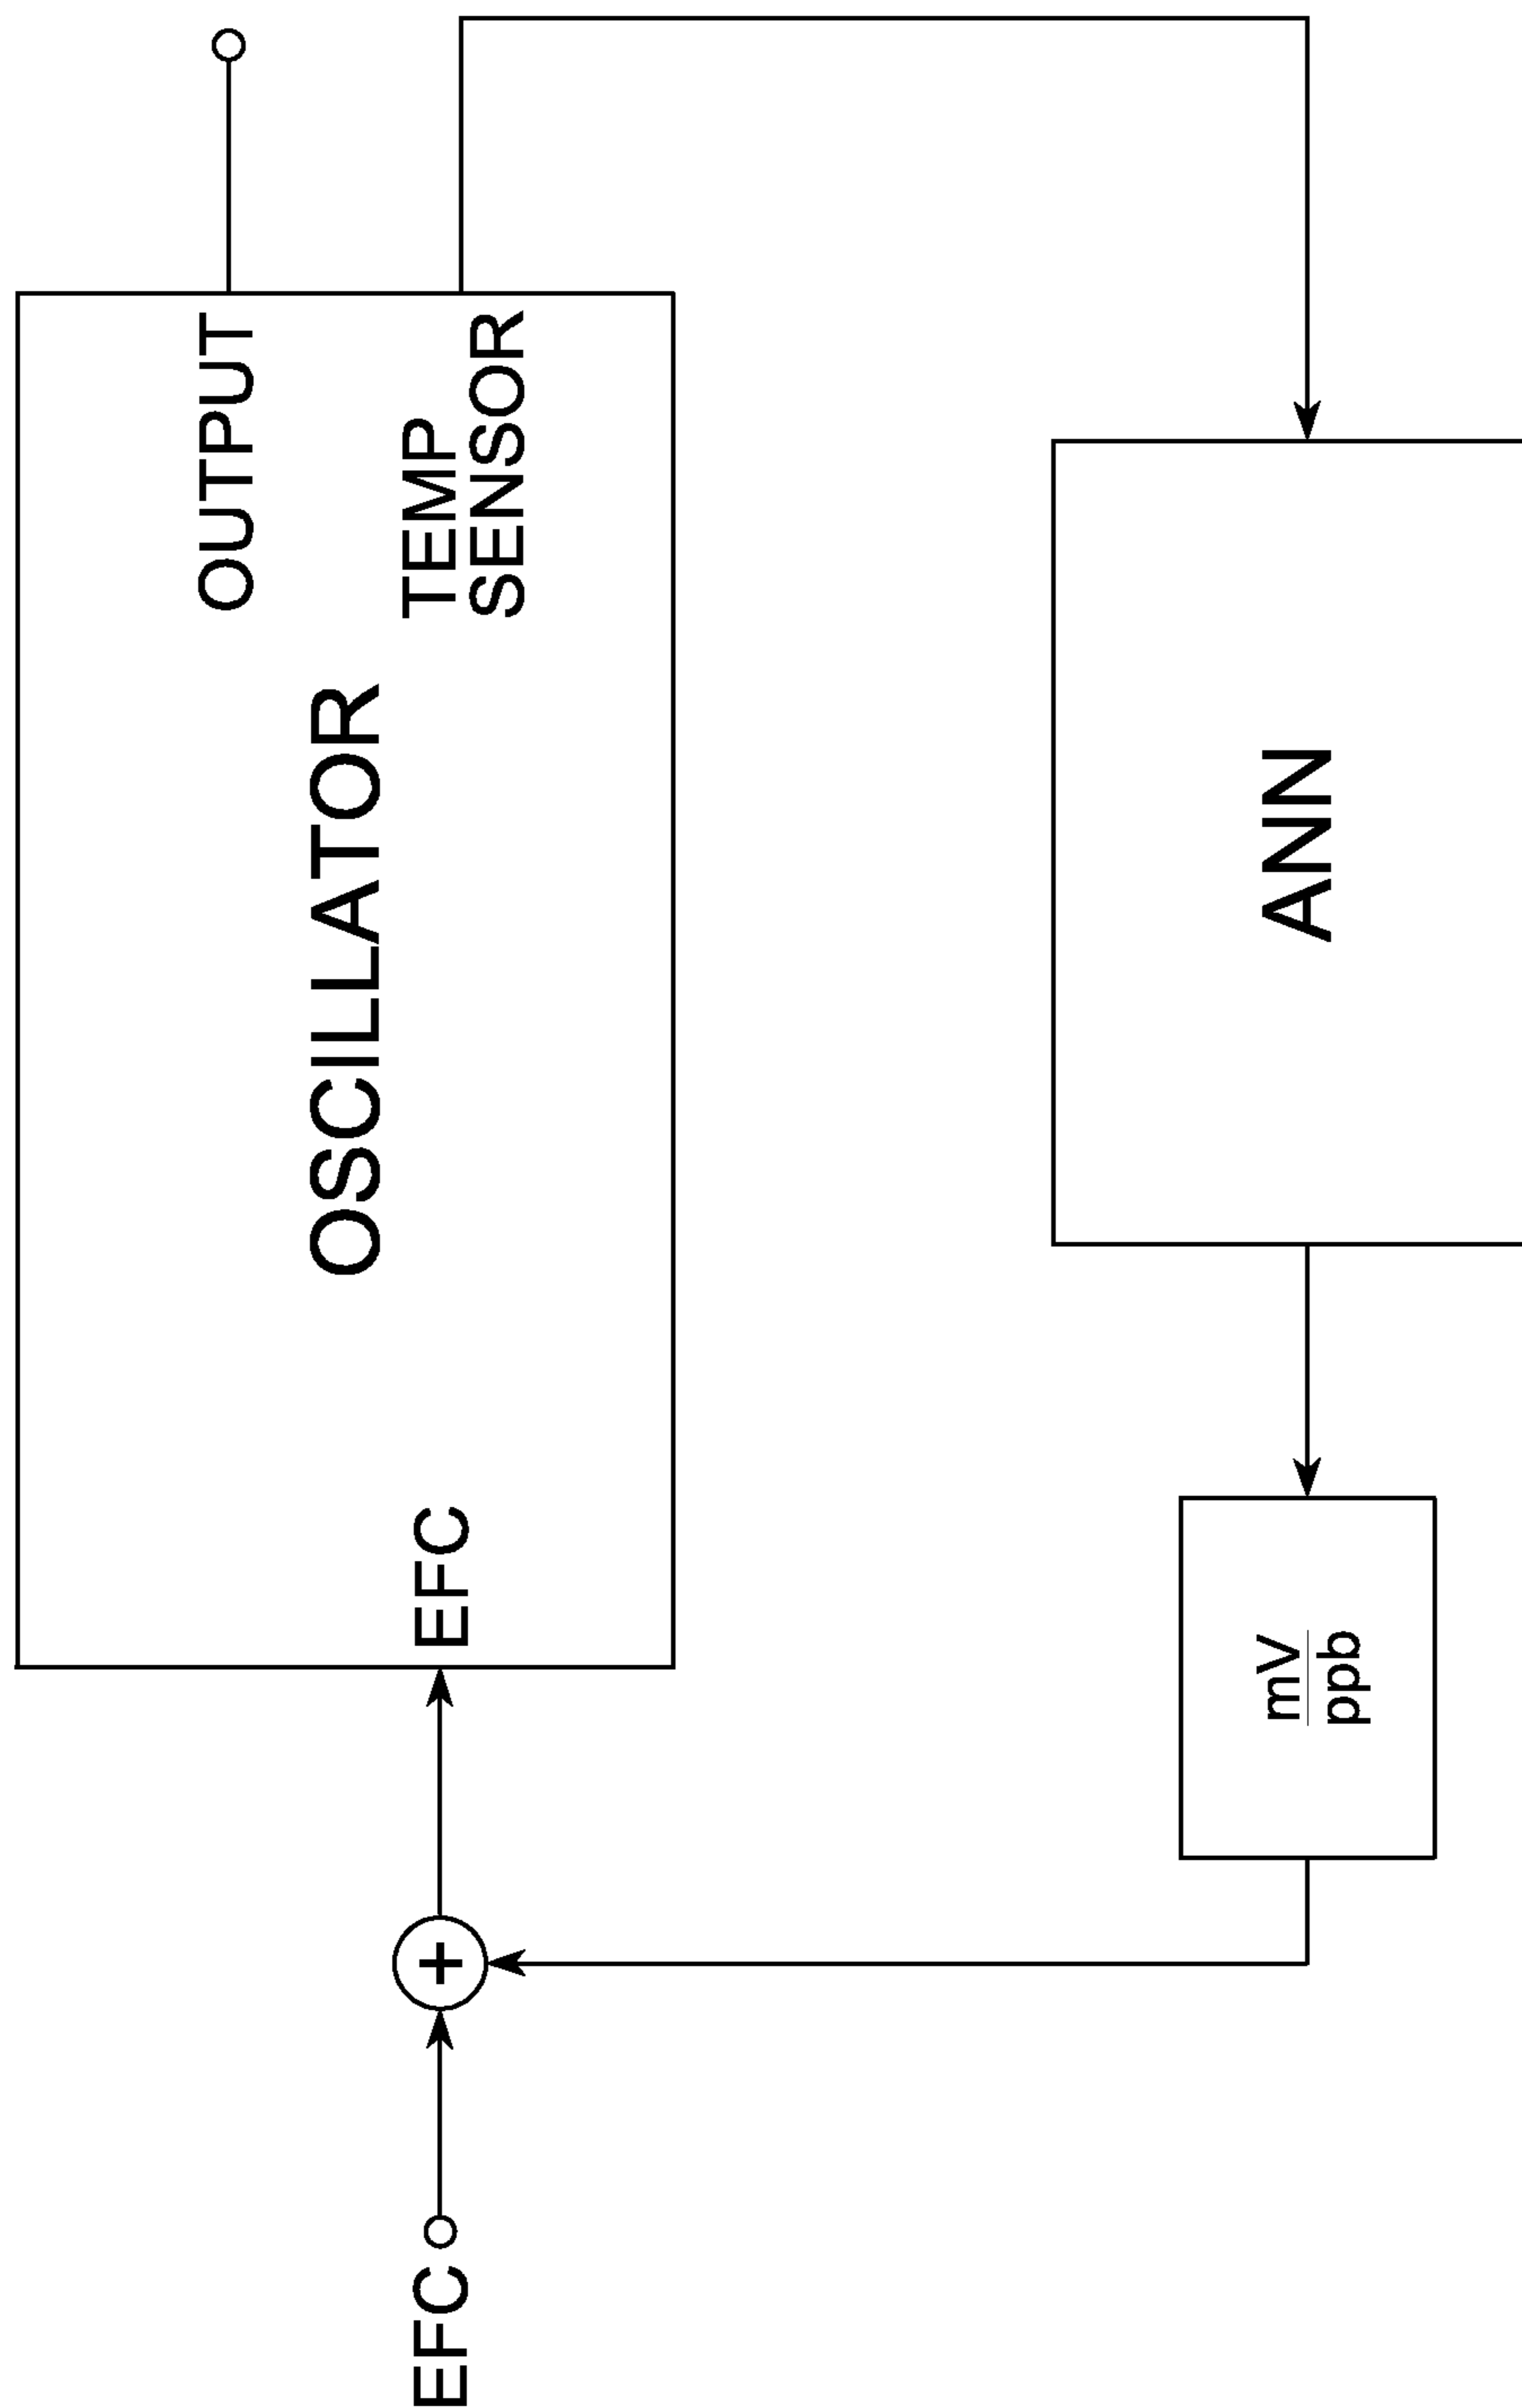 OUTPUT
OSCILLATOR
TEMP
SENSOR
EFC
EFC
+
ANN
mV
ppb